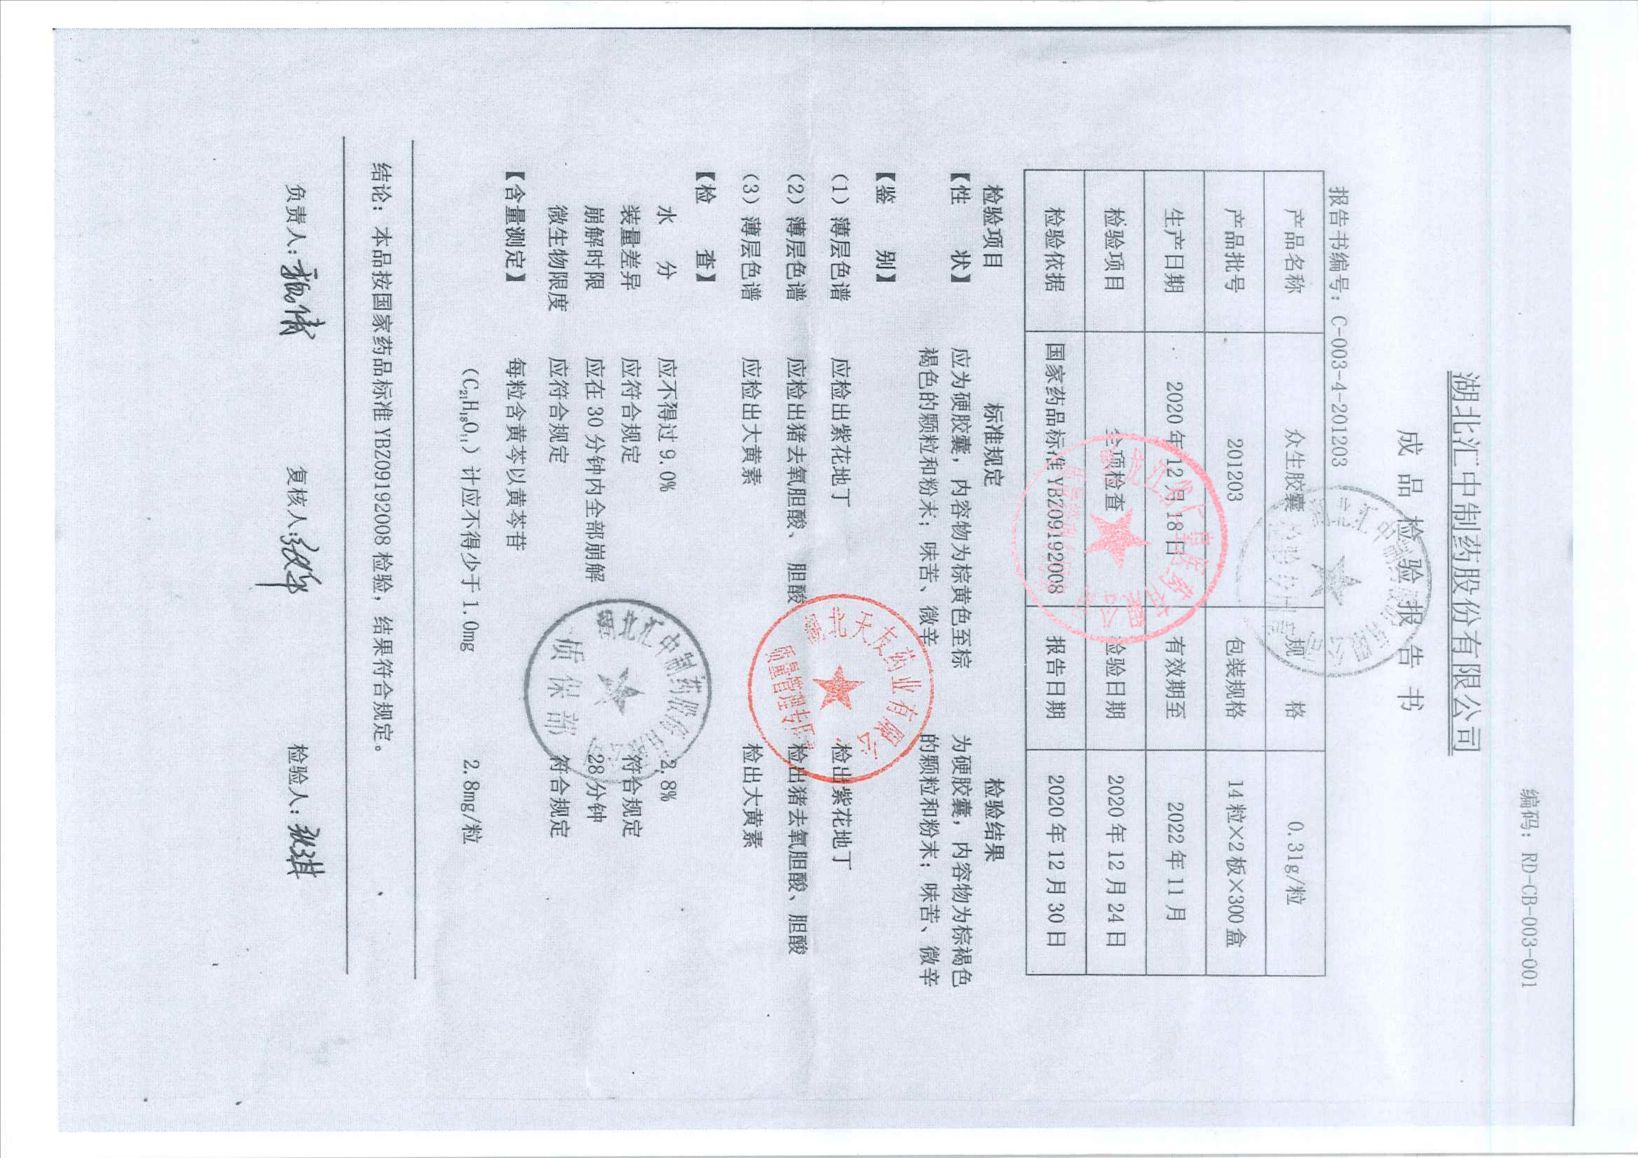 编码：RD-CB-003-001
湖北汇中制药股份有限公司
成品检验报告书
报告书编号：C-003-4-201203
产品名称 众生胶囊 规格 0.31g/粒
产品批号 201203 包装规格 14粒×2板×300盒
生产日期 2020年12月18日 有效期至 2022年11月
检验项目 全项检查 检验日期 2020年12月24日
检验依据 国家药品标准YBZ09192008 报告日期 2020年12月30日
检验项目 标准规定 检验结果
【性 状】 应为硬胶囊，内容物为棕黄色至棕 为硬胶囊，内容物为棕褐色
褐色的颗粒和粉末；味苦、微辛 的颗粒和粉末；味苦、微辛
【鉴 别】
（1）薄层色谱 应检出紫花地丁 检出紫花地丁
（2）薄层色谱 应检出猪去氧胆酸、胆酸 检出猪去氧胆酸、胆酸
（3）薄层色谱 应检出大黄素 检出大黄素
【检 查】
水 分 应不得过9.0% 2.8%
装量差异 应符合规定 符合规定
崩解时限 应在30分钟内全部崩解 28分钟
微生物限度 应符合规定 符合规定
【含量测定】 每粒含黄芩以黄芩苷
（C₂₁H₁₈O₁₁）计应不得少于1.0mg 2.8mg/粒
结论：本品按国家药品标准YBZ09192008检验，结果符合规定。
负责人： 复核人： 检验人：
湖北汇中制药股份有限公司
质保部
湖北天友药业有限公
质量管理专用